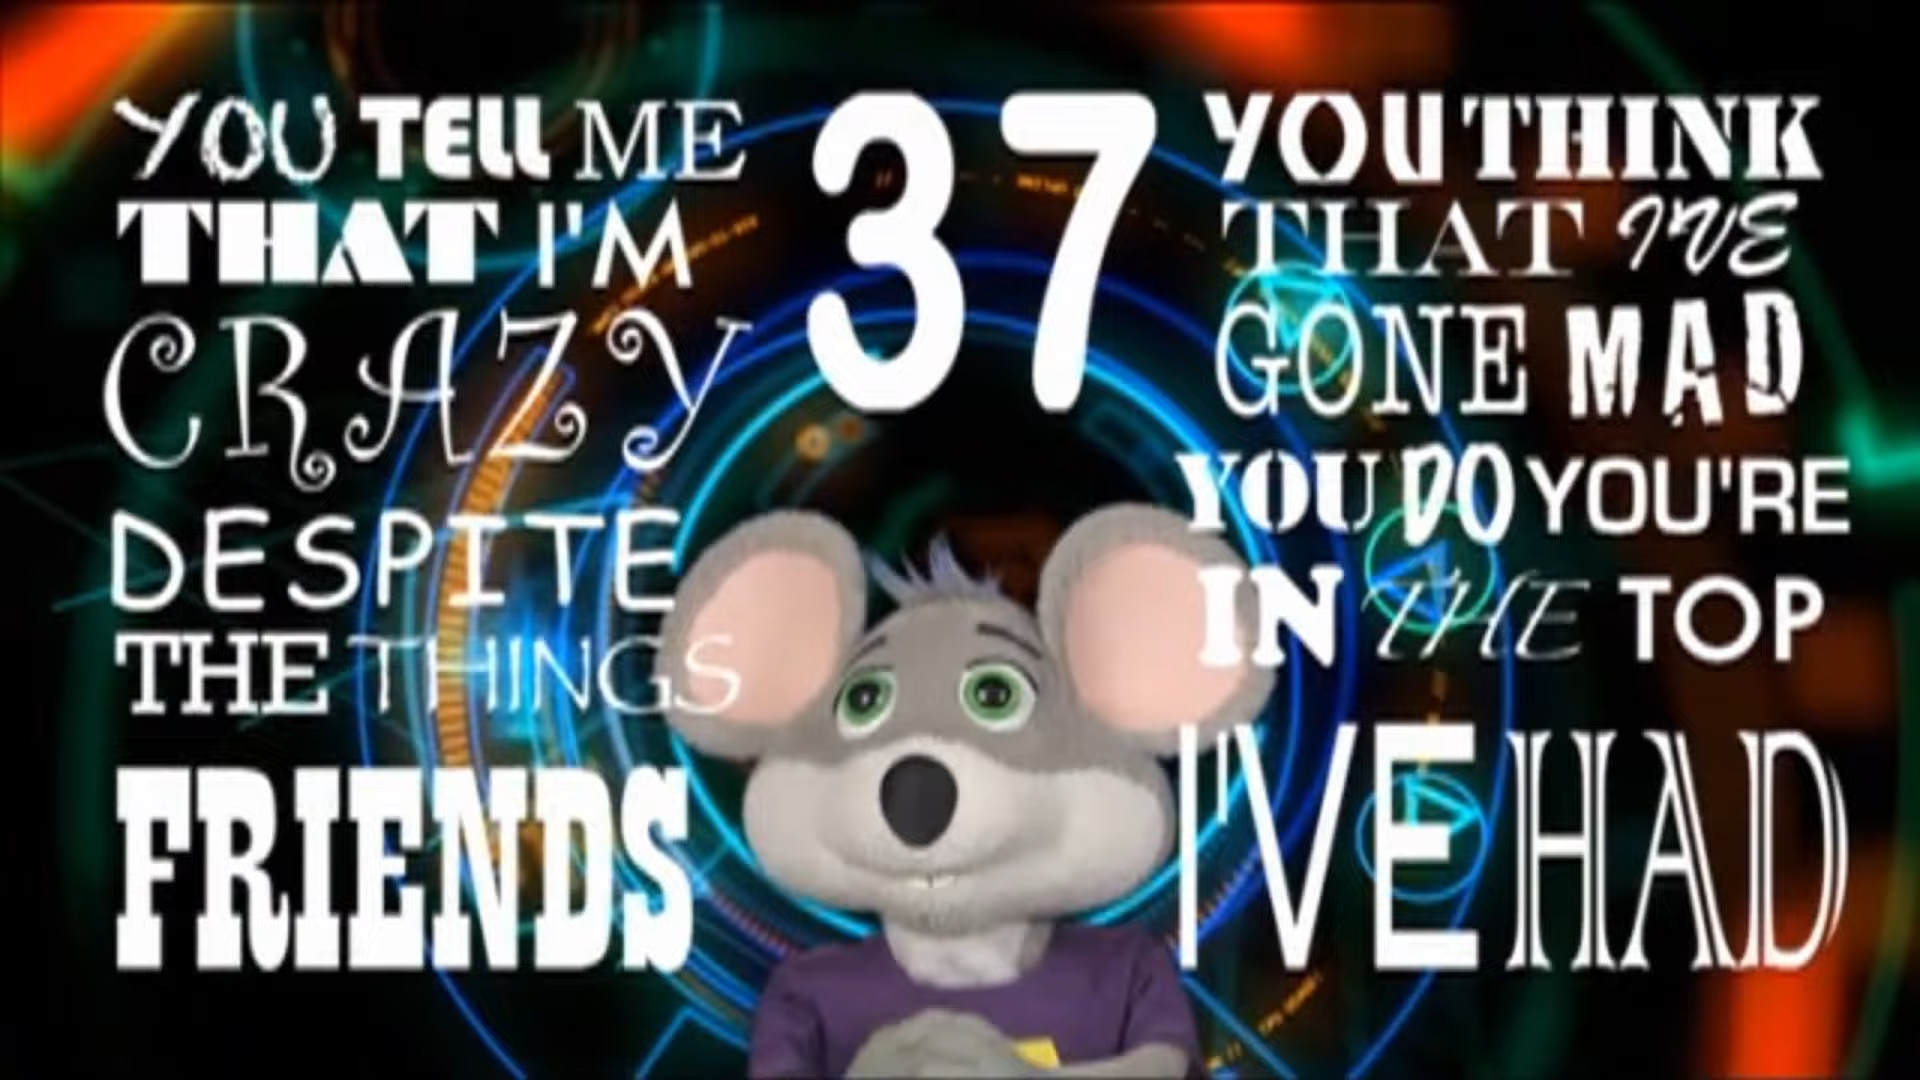 YOU TELL ME
THAT I'M
CRAZY
DESPITE
THE THINGS
FRIENDS
37
YOU THINK
THAT I'VE
GONE MAD
YOU DO YOU'RE
IN THE TOP
I'VE HAD